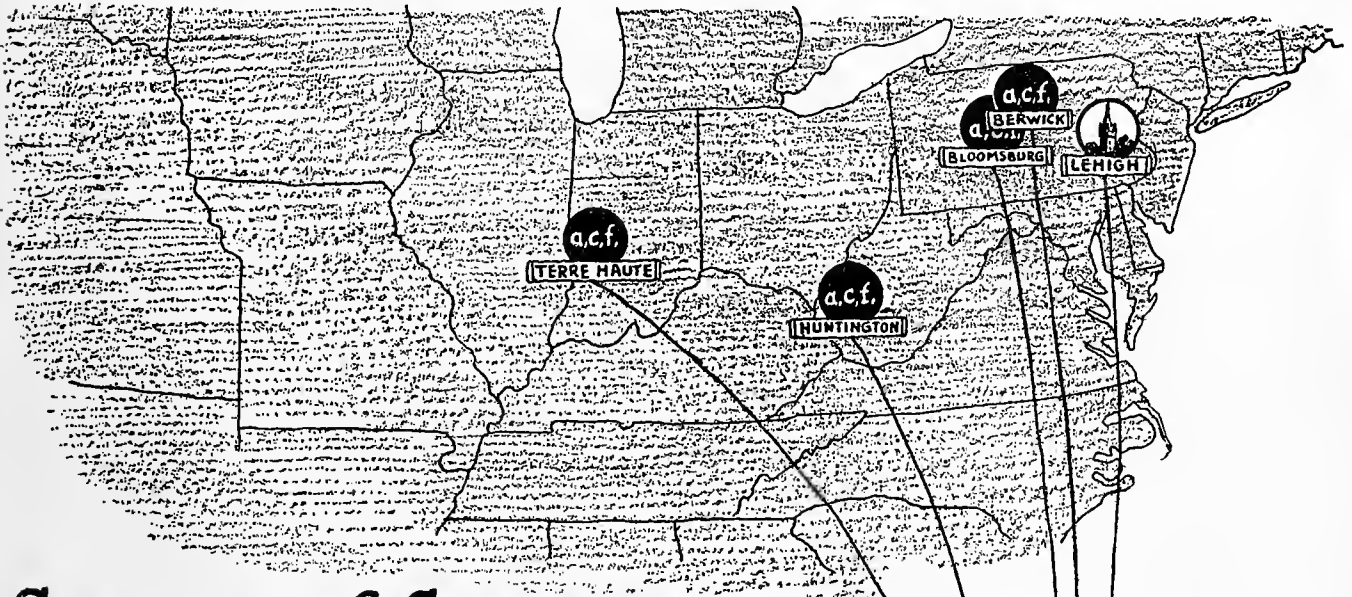 a.c.f.
BERWICK
BLOOMSBURG
LEHIGH
a.c.f.
TERRE HAUTE
a.c.f.
HUNTINGTON